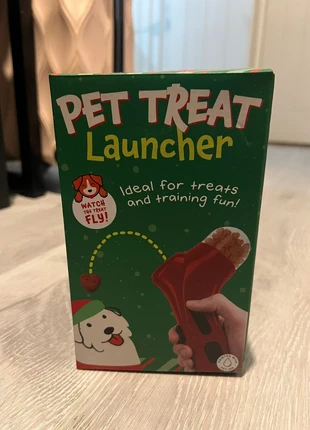 PET TREAT
Launcher
Ideal for treats
and training fun!
WATCH
THE TREAT
FLY!